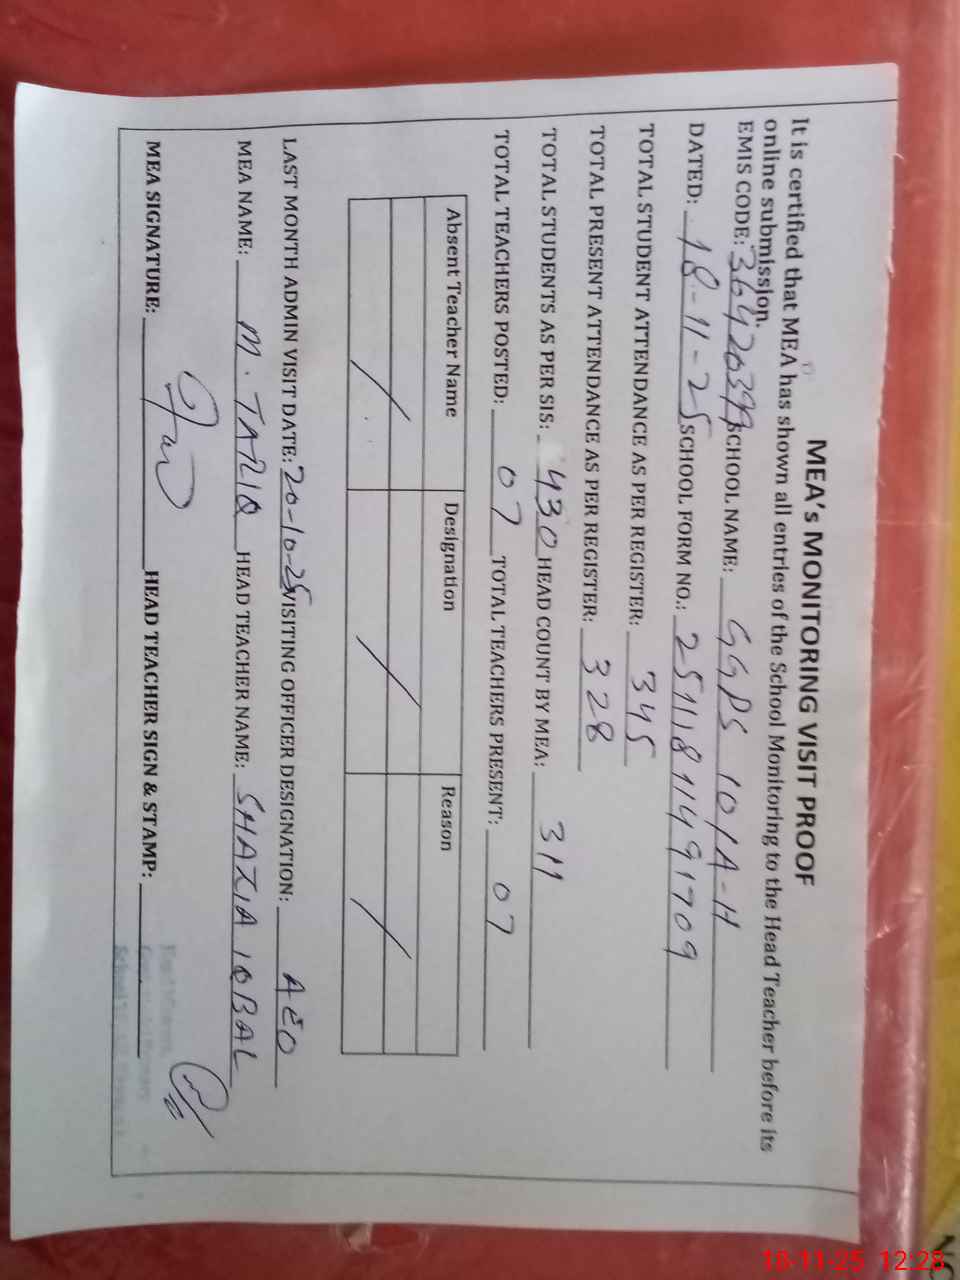 MEA's MONITORING VISIT PROOF
It is certified that MEA has shown all entries of the School Monitoring to the Head Teacher before its
online submission.
EMIS CODE: 36420399 SCHOOL NAME: GGPS 10/A-H
DATED: 18-11-25 SCHOOL FORM NO.: 25111811491709
TOTAL STUDENT ATTENDANCE AS PER REGISTER: 345
TOTAL PRESENT ATTENDANCE AS PER REGISTER: 328
TOTAL STUDENTS AS PER SIS: 430 HEAD COUNT BY MEA: 311
TOTAL TEACHERS POSTED: 07 TOTAL TEACHERS PRESENT: 07
Absent Teacher Name Designation Reason
LAST MONTH ADMIN VISIT DATE: 20-10-25 VISITING OFFICER DESIGNATION: AEO
MEA NAME: M. TARIQ HEAD TEACHER NAME: SHAZIA IQBAL
MEA SIGNATURE: HEAD TEACHER SIGN & STAMP:
18-11-25 12:28